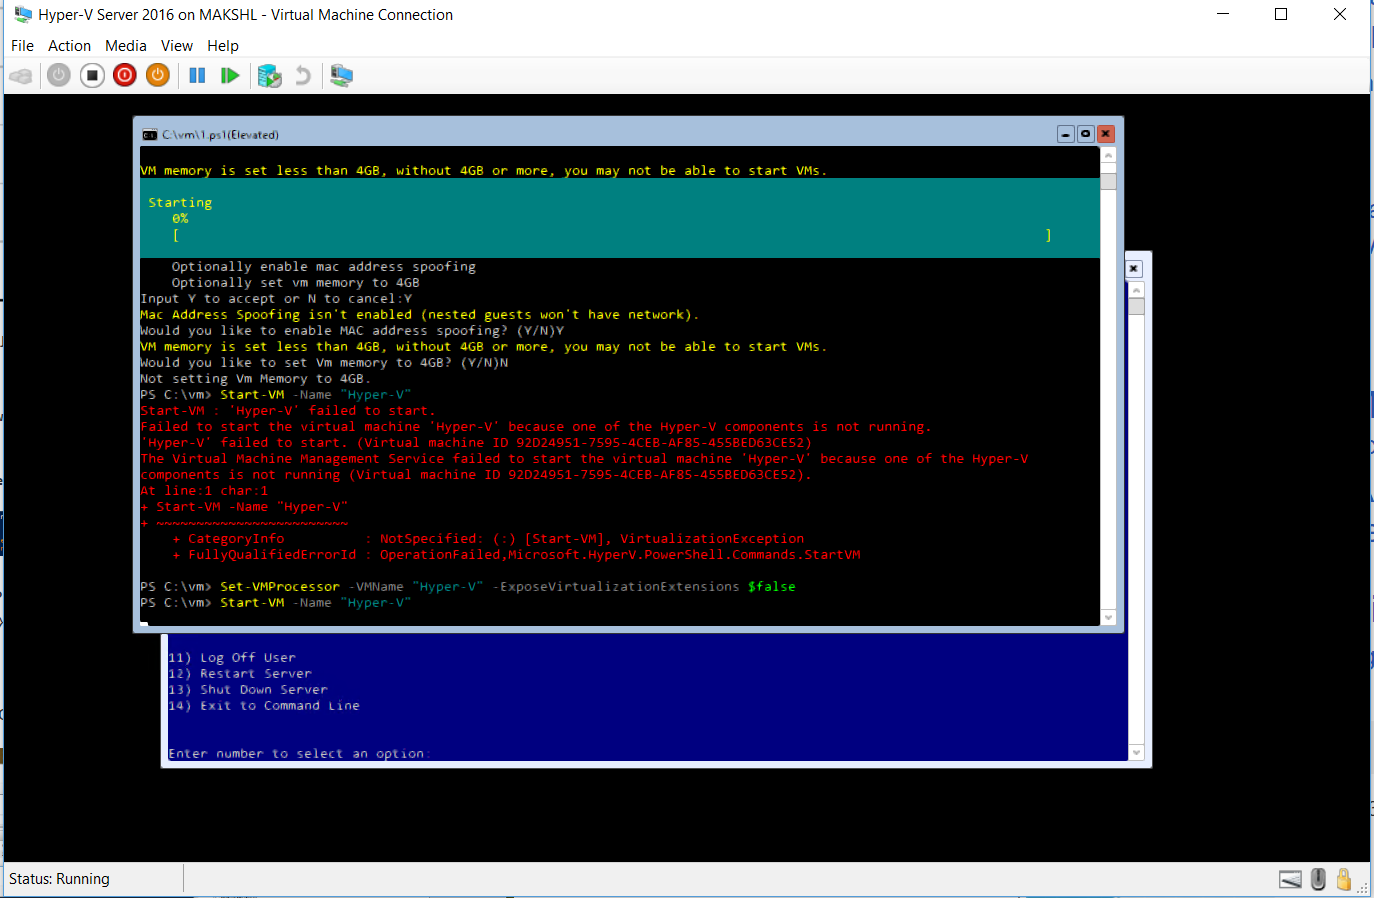 Hyper-V Server 2016 on MAKSHL - Virtual Machine Connection
File Action Media View Help
C:\vm\1.ps1(Elevated)
VM memory is set less than 4GB, without 4GB or more, you may not be able to start VMs.
Starting
0%
[ ]
Optionally enable mac address spoofing
Optionally set vm memory to 4GB
Input Y to accept or N to cancel:Y
Mac Address Spoofing isn't enabled (nested guests won't have network).
Would you like to enable MAC address spoofing? (Y/N)Y
VM memory is set less than 4GB, without 4GB or more, you may not be able to start VMs.
Would you like to set Vm memory to 4GB? (Y/N)N
Not setting Vm Memory to 4GB.
PS C:\vm> Start-VM -Name "Hyper-V"
Start-VM : 'Hyper-V' failed to start.
Failed to start the virtual machine 'Hyper-V' because one of the Hyper-V components is not running.
'Hyper-V' failed to start. (Virtual machine ID 92D24951-7595-4CEB-AF85-455BED63CE52)
The Virtual Machine Management Service failed to start the virtual machine 'Hyper-V' because one of the Hyper-V
components is not running (Virtual machine ID 92D24951-7595-4CEB-AF85-455BED63CE52).
At line:1 char:1
+ Start-VM -Name "Hyper-V"
+ ~~~~~~~~~~~~~~~~~~~~~~~~
+ CategoryInfo : NotSpecified: (:) [Start-VM], VirtualizationException
+ FullyQualifiedErrorId : OperationFailed,Microsoft.HyperV.PowerShell.Commands.StartVM
PS C:\vm> Set-VMProcessor -VMName "Hyper-V" -ExposeVirtualizationExtensions $false
PS C:\vm> Start-VM -Name "Hyper-V"
11) Log Off User
12) Restart Server
13) Shut Down Server
14) Exit to Command Line
Enter number to select an option:
Status: Running